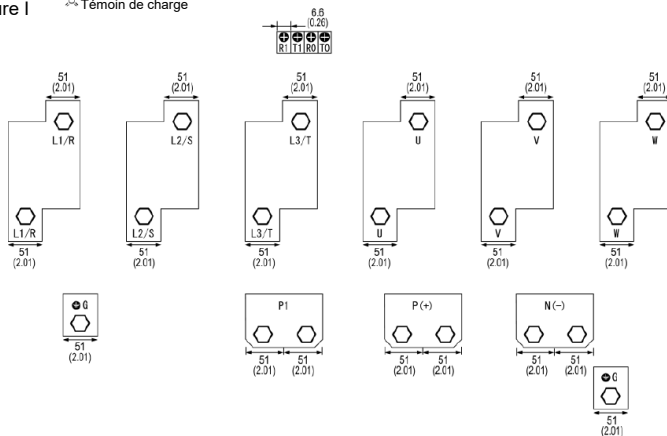 ure I
Témoin de charge
6.6
(0.26)
R1 T1 R0 T0
51 51 51 51 51 51
(2.01) (2.01) (2.01) (2.01) (2.01) (2.01)
L1/R L2/S L3/T U V W
L1/R L2/S L3/T U V W
51 51 51 51 51 51
(2.01) (2.01) (2.01) (2.01) (2.01) (2.01)
G P1 P(+) N(-)
51 51 51 51 51 51 51
(2.01) (2.01) (2.01) (2.01) (2.01) (2.01) (2.01)
G
51
(2.01)